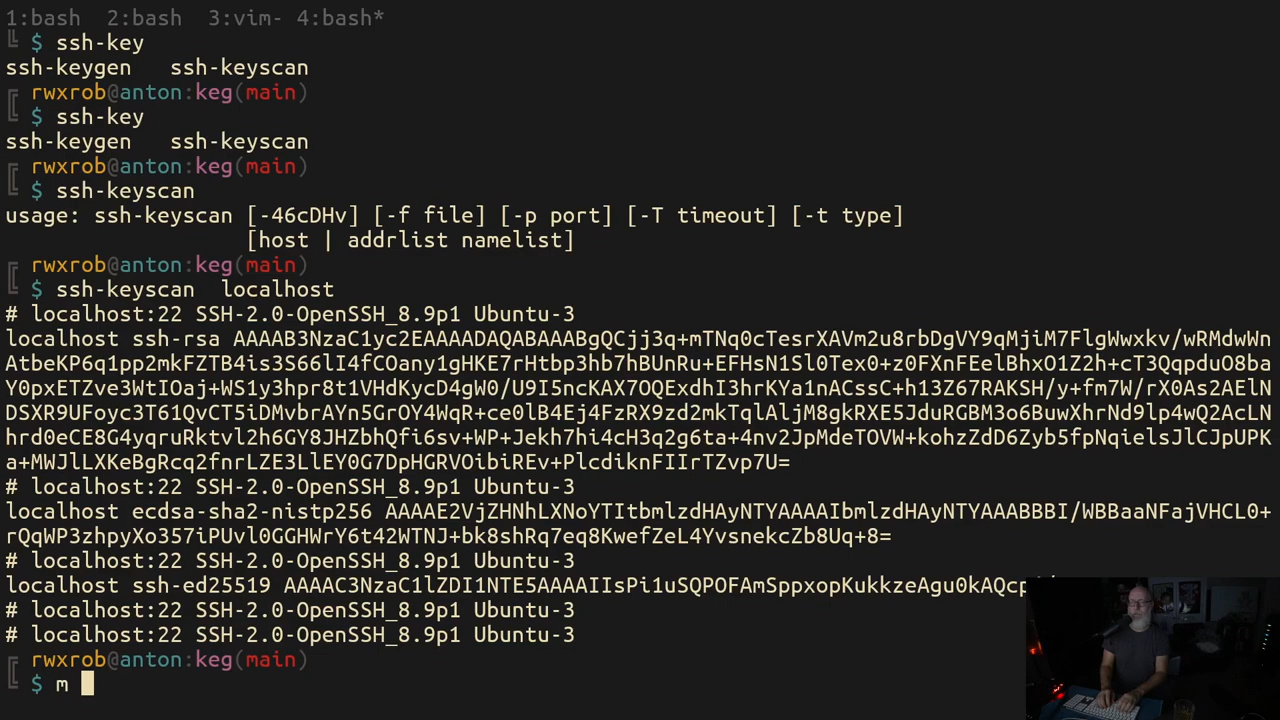 1:bash  2:bash  3:vim- 4:bash*
$ ssh-key
ssh-keygen   ssh-keyscan
rwxrob@anton:keg(main)
$ ssh-key
ssh-keygen   ssh-keyscan
rwxrob@anton:keg(main)
$ ssh-keyscan
usage: ssh-keyscan [-46cDHv] [-f file] [-p port] [-T timeout] [-t type]
                   [host | addrlist namelist]
rwxrob@anton:keg(main)
$ ssh-keyscan  localhost
# localhost:22 SSH-2.0-OpenSSH_8.9p1 Ubuntu-3
localhost ssh-rsa AAAAB3NzaC1yc2EAAAADAQABAAABgQCjj3q+mTNq0cTesrXAVm2u8rbDgVY9qMjiM7FlgWwxkv/wRMdwWn
AtbeKP6q1pp2mkFZTB4is3S66lI4fCOany1gHKE7rHtbp3hb7hBUnRu+EFHsN1Sl0Tex0+z0FXnFEelBhxO1Z2h+cT3QqpduO8ba
Y0pxETZve3WtIOaj+WS1y3hpr8t1VHdKycD4gW0/U9I5ncKAX7OQExdhI3hrKYa1nACssC+h13Z67RAKSH/y+fm7W/rX0As2AElN
DSXR9UFoyc3T61QvCT5iDMvbrAYn5GrOY4WqR+ce0lB4Ej4FzRX9zd2mkTqlAljM8gkRXE5JduRGBM3o6BuwXhrNd9lp4wQ2AcLN
hrd0eCE8G4yqruRktvl2h6GY8JHZbhQfi6sv+WP+Jekh7hi4cH3q2g6ta+4nv2JpMdeTOVW+kohzZdD6Zyb5fpNqielsJlCJpUPK
a+MWJlLXKeBgRcq2fnrLZE3LlEY0G7DpHGRVOibiREv+PlcdiknFIIrTZvp7U=
# localhost:22 SSH-2.0-OpenSSH_8.9p1 Ubuntu-3
localhost ecdsa-sha2-nistp256 AAAAE2VjZHNhLXNoYTItbmlzdHAyNTYAAAAIbmlzdHAyNTYAAABBBI/WBBaaNFajVHCL0+
rQqWP3zhpyXo357iPUvl0GGHWrY6t42WTNJ+bk8shRq7eq8KwefZeL4YvsnekcZb8Uq+8=
# localhost:22 SSH-2.0-OpenSSH_8.9p1 Ubuntu-3
localhost ssh-ed25519 AAAAC3NzaC1lZDI1NTE5AAAAIIsPi1uSQPOFAmSppxopKukkzeAgu0kAQcp
# localhost:22 SSH-2.0-OpenSSH_8.9p1 Ubuntu-3
# localhost:22 SSH-2.0-OpenSSH_8.9p1 Ubuntu-3
rwxrob@anton:keg(main)
$ m